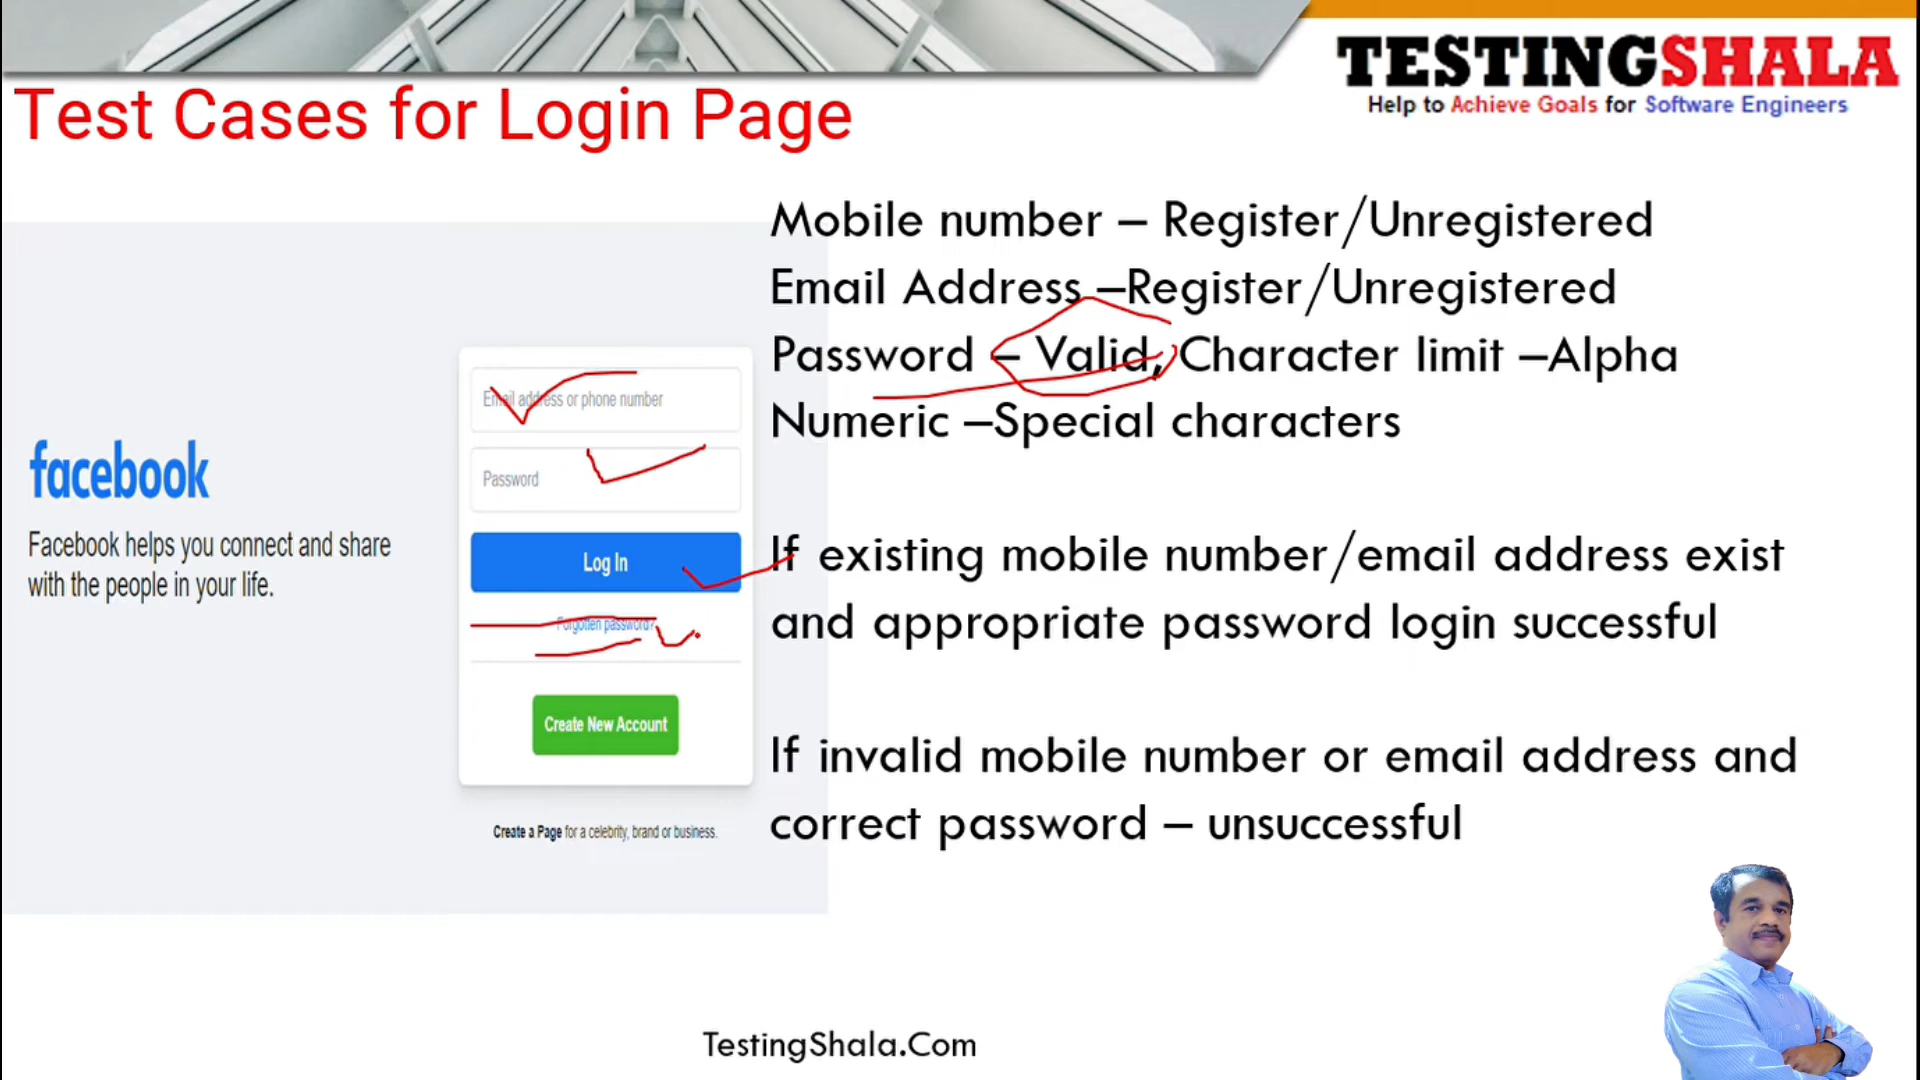 TESTINGSHALA
Help to Achieve Goals for Software Engineers
Test Cases for Login Page
Mobile number – Register/Unregistered
Email Address –Register/Unregistered
Password – Valid, Character limit –Alpha
Numeric –Special characters
If existing mobile number/email address exist
and appropriate password login successful
If invalid mobile number or email address and
correct password – unsuccessful
facebook
Facebook helps you connect and share
with the people in your life.
Email address or phone number
Password
Log In
Forgotten password?
Create New Account
Create a Page for a celebrity, brand or business.
TestingShala.Com